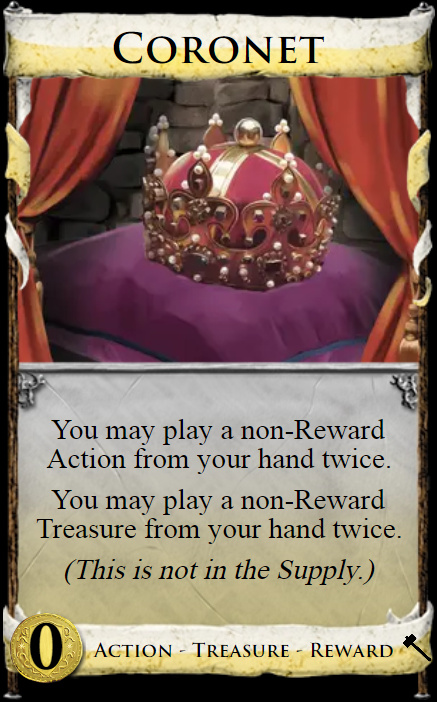 Coronet
You may play a non-Reward
Action from your hand twice.
You may play a non-Reward
Treasure from your hand twice.
(This is not in the Supply.)
0
Action - Treasure - Reward